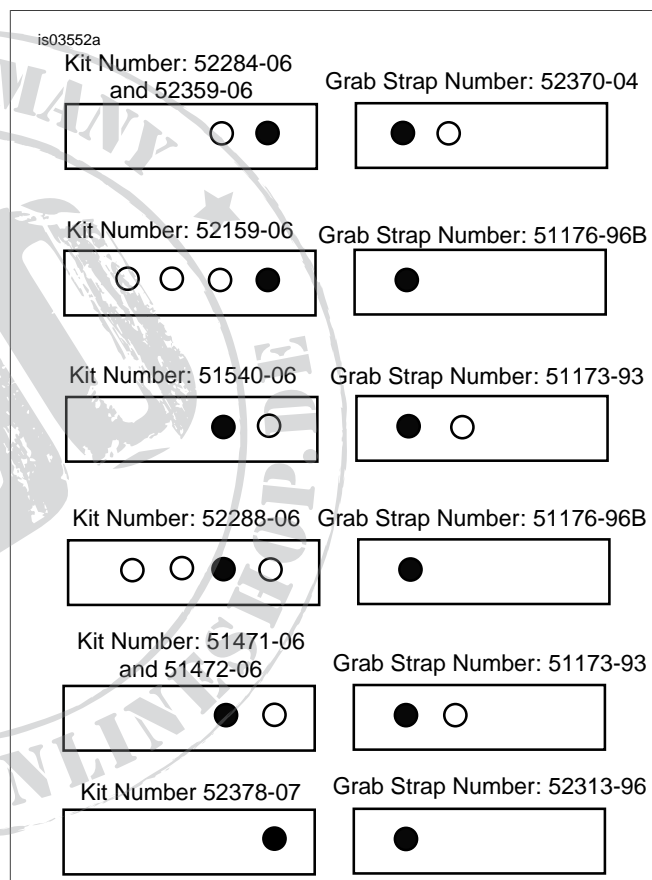 is03552a
Kit Number: 52284-06
and 52359-06
Grab Strap Number: 52370-04
Kit Number: 52159-06
Grab Strap Number: 51176-96B
Kit Number: 51540-06
Grab Strap Number: 51173-93
Kit Number: 52288-06
Grab Strap Number: 51176-96B
Kit Number: 51471-06
and 51472-06
Grab Strap Number: 51173-93
Kit Number 52378-07
Grab Strap Number: 52313-96